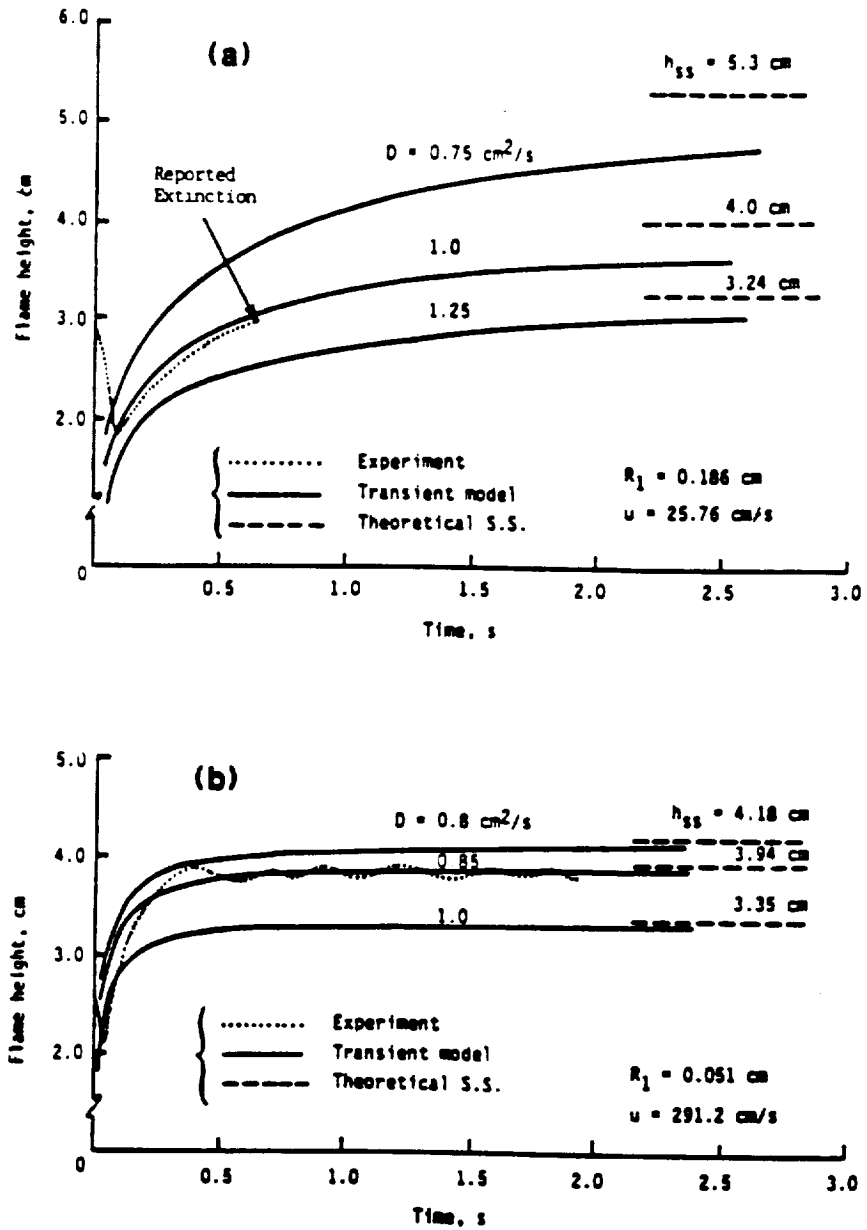 6.0
(a)
h_ss = 5.3 cm
5.0
D = 0.75 cm²/s
Reported
Extinction
4.0 cm
4.0
1.0
3.24 cm
3.0
1.25
2.0
Experiment
Transient model
Theoretical S.S.
R₁ = 0.186 cm
u = 25.76 cm/s
Flame height, cm
0
0.5
1.0
1.5
2.0
2.5
3.0
Time, s
5.0
(b)
D = 0.8 cm²/s
h_ss = 4.18 cm
4.0
0.85
3.94 cm
3.35 cm
1.0
3.0
Experiment
Transient model
Theoretical S.S.
2.0
R₁ = 0.051 cm
u = 291.2 cm/s
Flame height, cm
0
0.5
1.0
1.5
2.0
2.5
3.0
Time, s